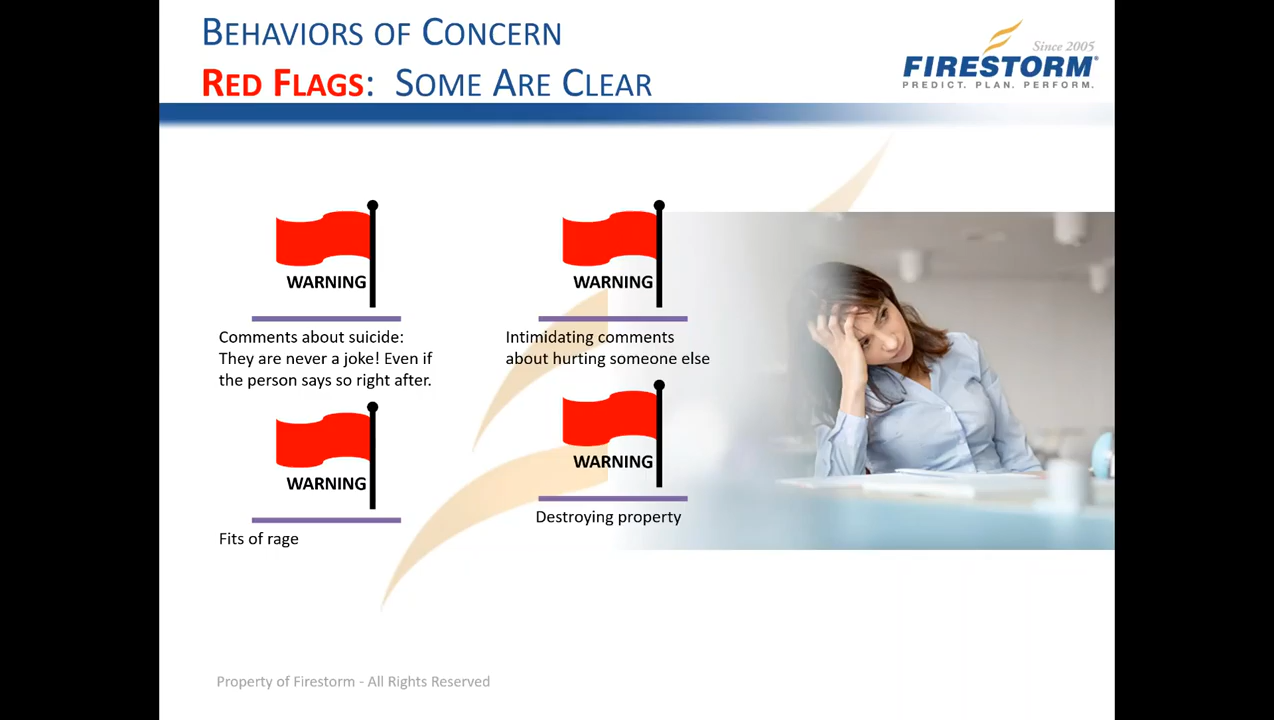 BEHAVIORS OF CONCERN
RED FLAGS: SOME ARE CLEAR
Since 2005
FIRESTORM®
PREDICT. PLAN. PERFORM.
WARNING
Comments about suicide:
They are never a joke! Even if
the person says so right after.
WARNING
Intimidating comments
about hurting someone else
WARNING
Fits of rage
WARNING
Destroying property
Property of Firestorm - All Rights Reserved